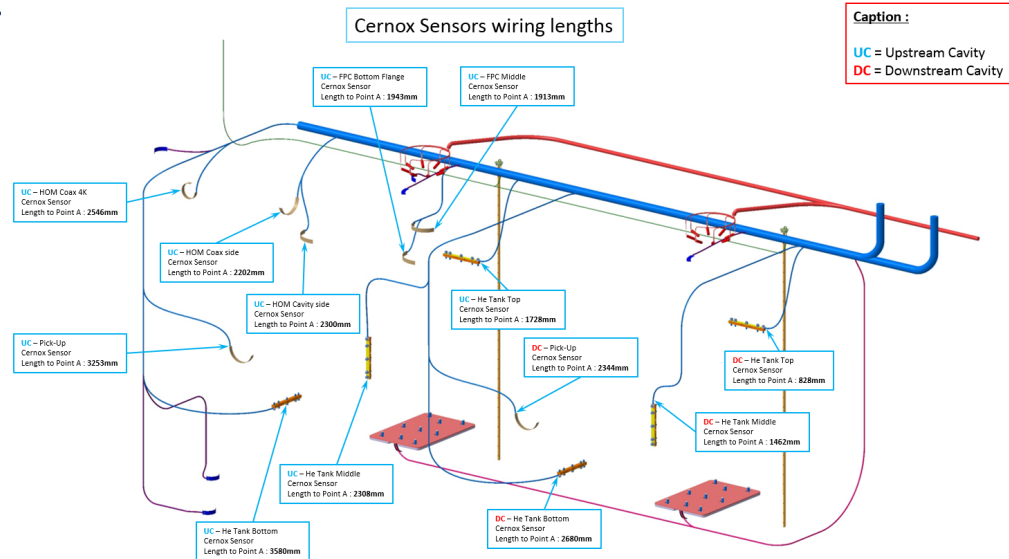 Cernox Sensors wiring lengths
Caption :
UC = Upstream Cavity
DC = Downstream Cavity
UC – FPC Bottom Flange
Cernox Sensor
Length to Point A : 1943mm
UC – FPC Middle
Cernox Sensor
Length to Point A : 1913mm
UC – HOM Coax 4K
Cernox Sensor
Length to Point A : 2546mm
UC – HOM Coax side
Cernox Sensor
Length to Point A : 2202mm
UC – HOM Cavity side
Cernox Sensor
Length to Point A : 2300mm
UC – He Tank Top
Cernox Sensor
Length to Point A : 1728mm
UC – Pick-Up
Cernox Sensor
Length to Point A : 3253mm
DC – Pick-Up
Cernox Sensor
Length to Point A : 2344mm
DC – He Tank Top
Cernox Sensor
Length to Point A : 828mm
DC – He Tank Middle
Cernox Sensor
Length to Point A : 1462mm
UC – He Tank Middle
Cernox Sensor
Length to Point A : 2308mm
UC – He Tank Bottom
Cernox Sensor
Length to Point A : 3580mm
DC – He Tank Bottom
Cernox Sensor
Length to Point A : 2680mm